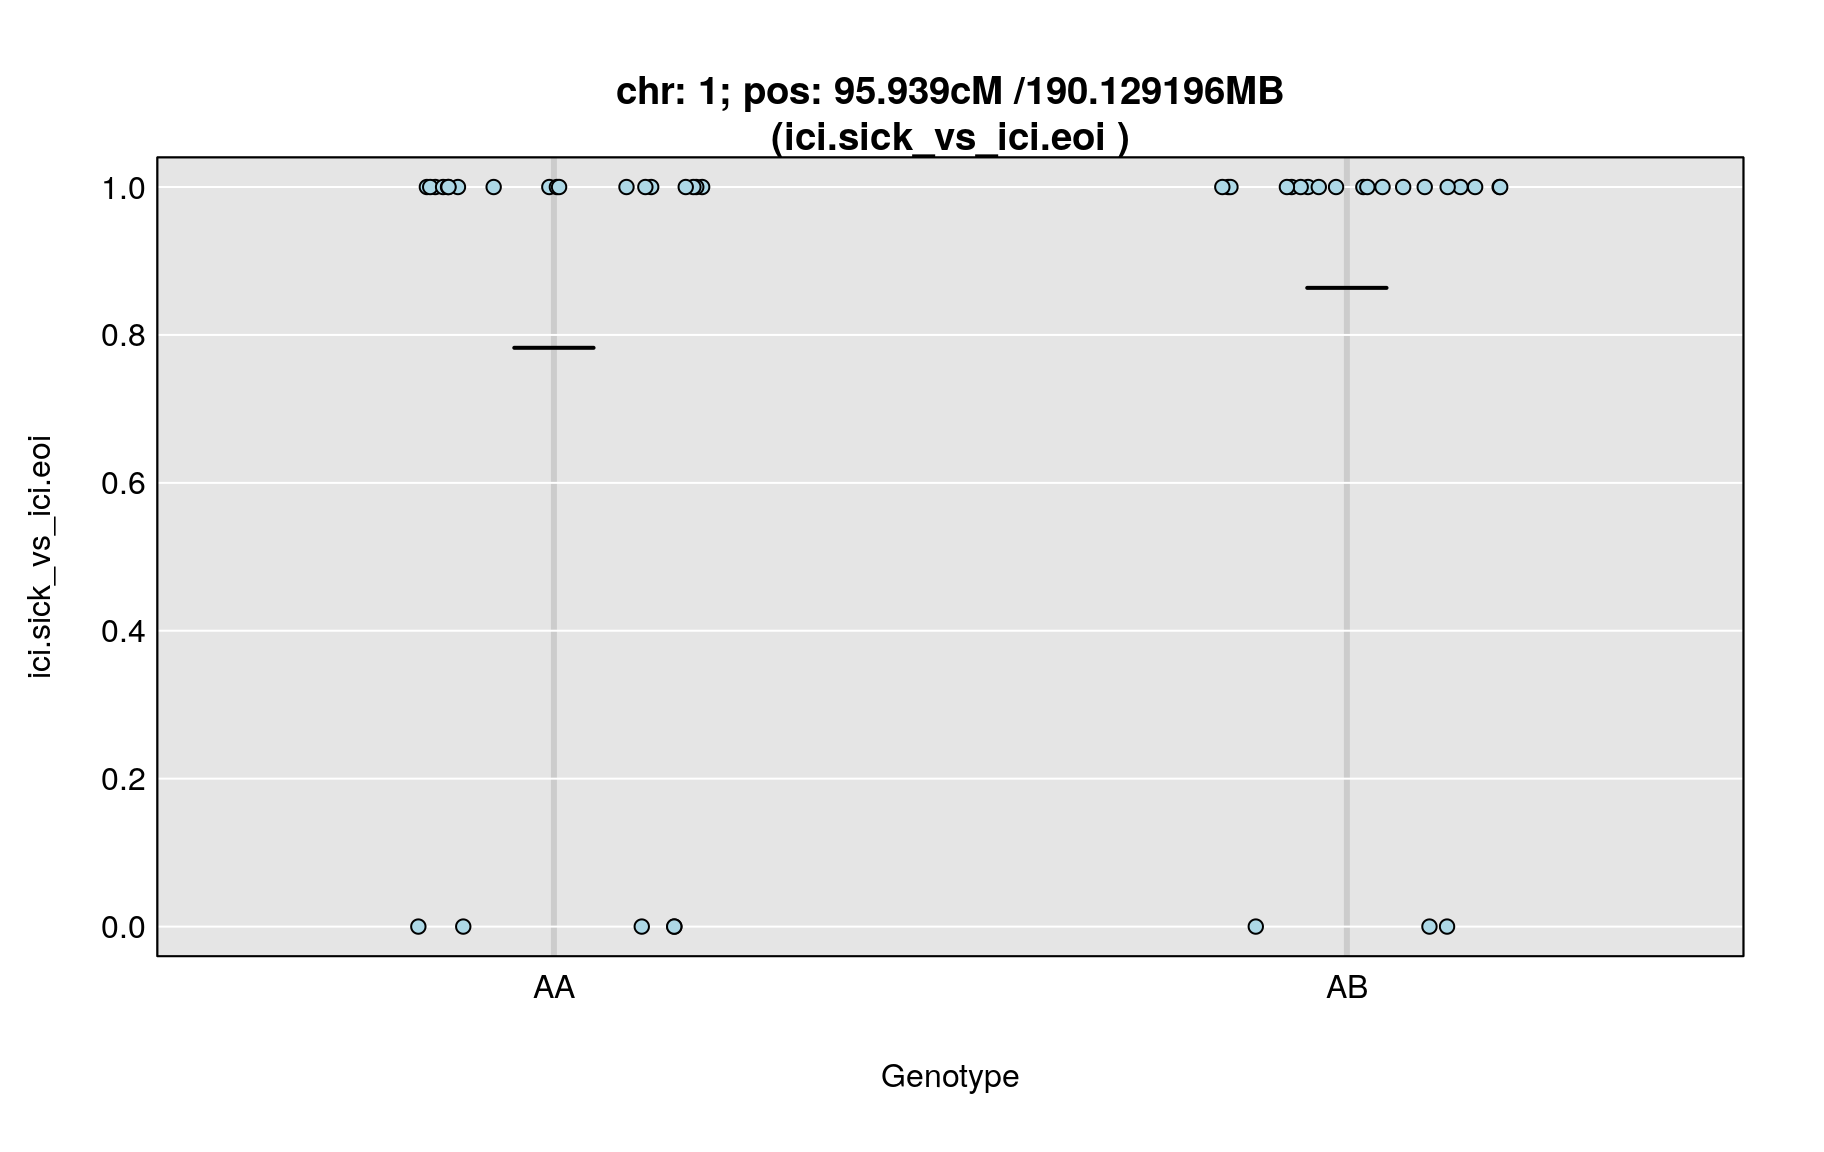 chr: 1; pos: 95.939cM /190.129196MB
(ici.sick_vs_ici.eoi )
ici.sick_vs_ici.eoi
1.0
0.8
0.6
0.4
0.2
0.0
AA AB
Genotype